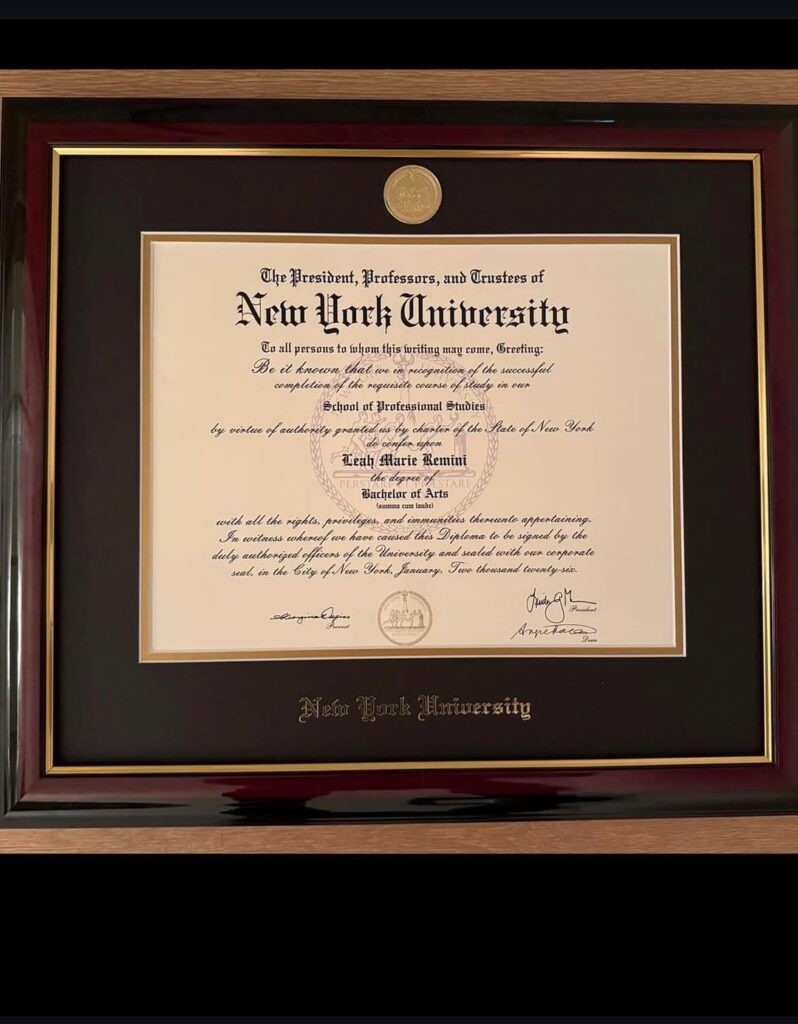 The President, Professors, and Trustees of
New York University
To all persons to whom this writing may come, Greeting:
Be it known that we in recognition of the successful
completion of the requisite course of study in our
School of Professional Studies
by virtue of authority granted us by charter of the State of New York
do confer upon
Leah Marie Remini
the degree of
Bachelor of Arts
(summa cum laude)
with all the rights, privileges, and immunities thereunto appertaining.
In witness whereof we have caused this Diploma to be signed by the
duly authorized officers of the University and sealed with our corporate
seal, in the City of New York, January, Two thousand twenty-six.
PERSTARE ET PRAESTARE
President
Provost
Dean
New York University